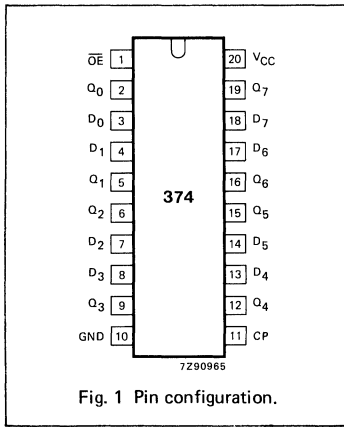 OE 1 20 VCC
Q0 2 19 Q7
D0 3 18 D7
D1 4 17 D6
Q1 5 16 Q6
374
Q2 6 15 Q5
D2 7 14 D5
D3 8 13 D4
Q3 9 12 Q4
GND 10 11 CP
7Z90965
Fig. 1 Pin configuration.